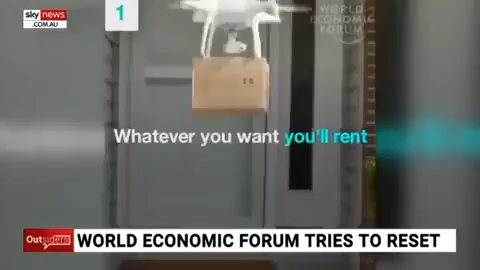 sky news
.COM.AU
1
WORLD
ECONOMIC
FORUM
Whatever you want you'll rent
Outsiders
WORLD ECONOMIC FORUM TRIES TO RESET